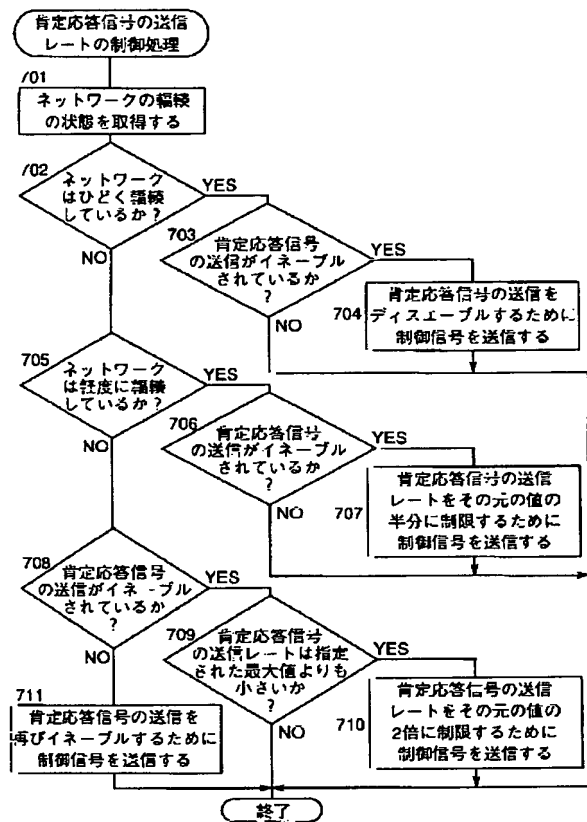 肯定応答信号の送信
レートの制御処理
701
ネットワークの輻輳
の状態を取得する
702
ネットワーク
はひどく輻輳
しているか?
YES
NO
703
肯定応答信号
の送信がイネーブル
されているか
?
YES
NO
704
肯定応答信号の送信を
ディスエーブルするために
制御信号を送信する
705
ネットワーク
は軽度に輻輳
しているか?
YES
NO
706
肯定応答信号
の送信がイネーブル
されているか
?
YES
NO
707
肯定応答信号の送信
レートをその元の値の
半分に制限するために
制御信号を送信する
708
肯定応答信号
の送信がイネーブル
されているか
?
YES
NO
709
肯定応答信号
の送信レートは指定
された最大値よりも
小さいか
?
YES
NO
710
肯定応答信号の送信
レートをその元の値の
2倍に制限するために
制御信号を送信する
711
肯定応答信号の送信を
再びイネーブルするために
制御信号を送信する
終了